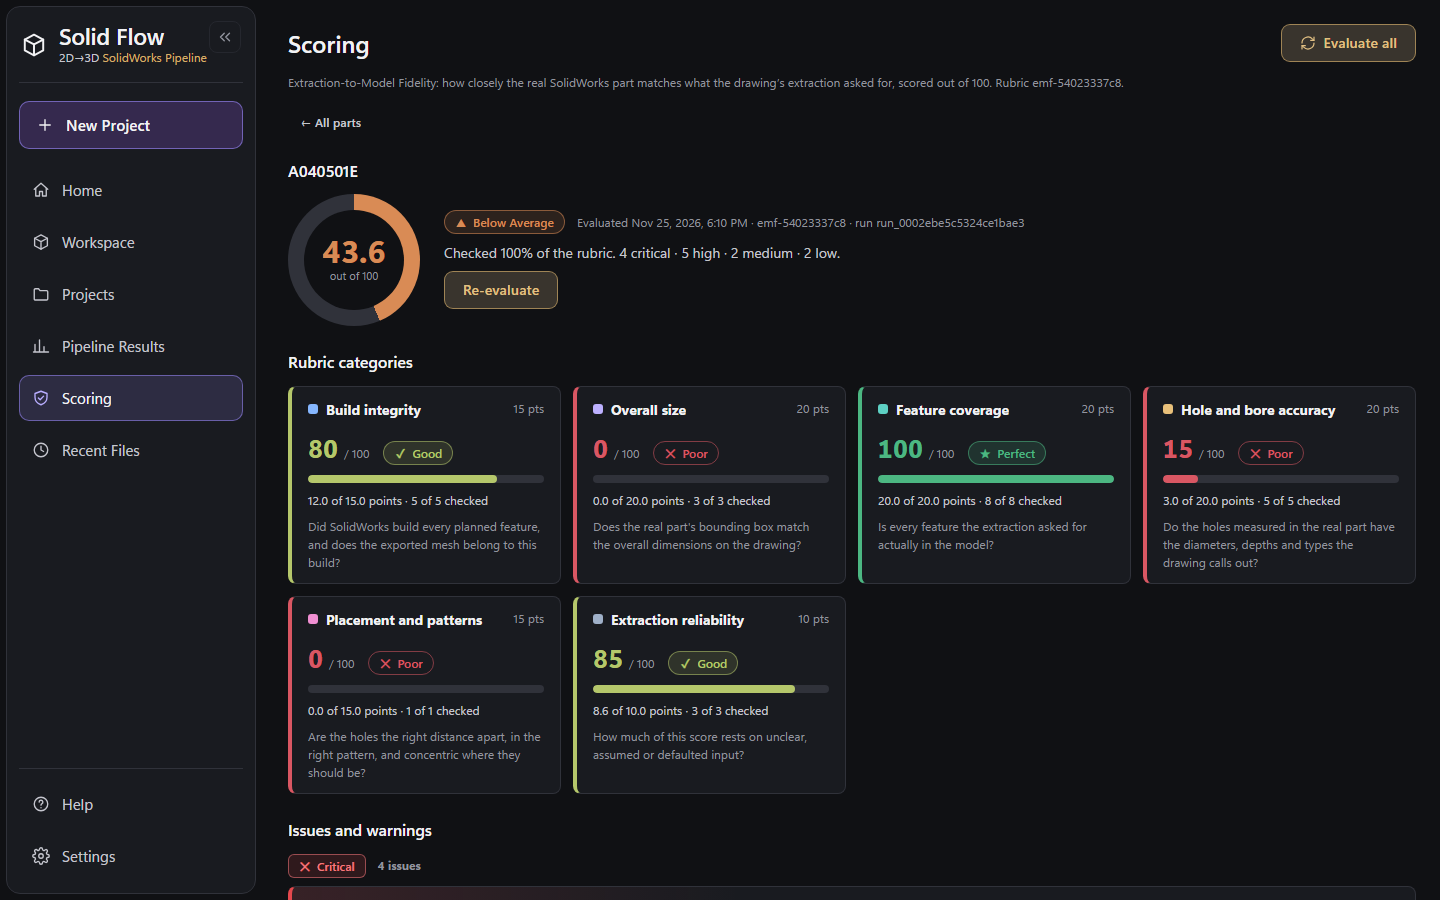 Solid Flow
2D→3D SolidWorks Pipeline
New Project
Home
Workspace
Projects
Pipeline Results
Scoring
Recent Files
Help
Settings
Scoring
Evaluate all
Extraction-to-Model Fidelity: how closely the real SolidWorks part matches what the drawing's extraction asked for, scored out of 100. Rubric emf-54023337c8.
← All parts
A040501E
43.6
out of 100
Below Average
Evaluated Nov 25, 2026, 6:10 PM · emf-54023337c8 · run run_0002ebe5c5324ce1bae3
Checked 100% of the rubric. 4 critical · 5 high · 2 medium · 2 low.
Re-evaluate
Rubric categories
Build integrity 15 pts
80 / 100 Good
12.0 of 15.0 points · 5 of 5 checked
Did SolidWorks build every planned feature,
and does the exported mesh belong to this
build?
Overall size 20 pts
0 / 100 Poor
0.0 of 20.0 points · 3 of 3 checked
Does the real part's bounding box match
the overall dimensions on the drawing?
Feature coverage 20 pts
100 / 100 Perfect
20.0 of 20.0 points · 8 of 8 checked
Is every feature the extraction asked for
actually in the model?
Hole and bore accuracy 20 pts
15 / 100 Poor
3.0 of 20.0 points · 5 of 5 checked
Do the holes measured in the real part have
the diameters, depths and types the
drawing calls out?
Placement and patterns 15 pts
0 / 100 Poor
0.0 of 15.0 points · 1 of 1 checked
Are the holes the right distance apart, in the
right pattern, and concentric where they
should be?
Extraction reliability 10 pts
85 / 100 Good
8.6 of 10.0 points · 3 of 3 checked
How much of this score rests on unclear,
assumed or defaulted input?
Issues and warnings
Critical 4 issues